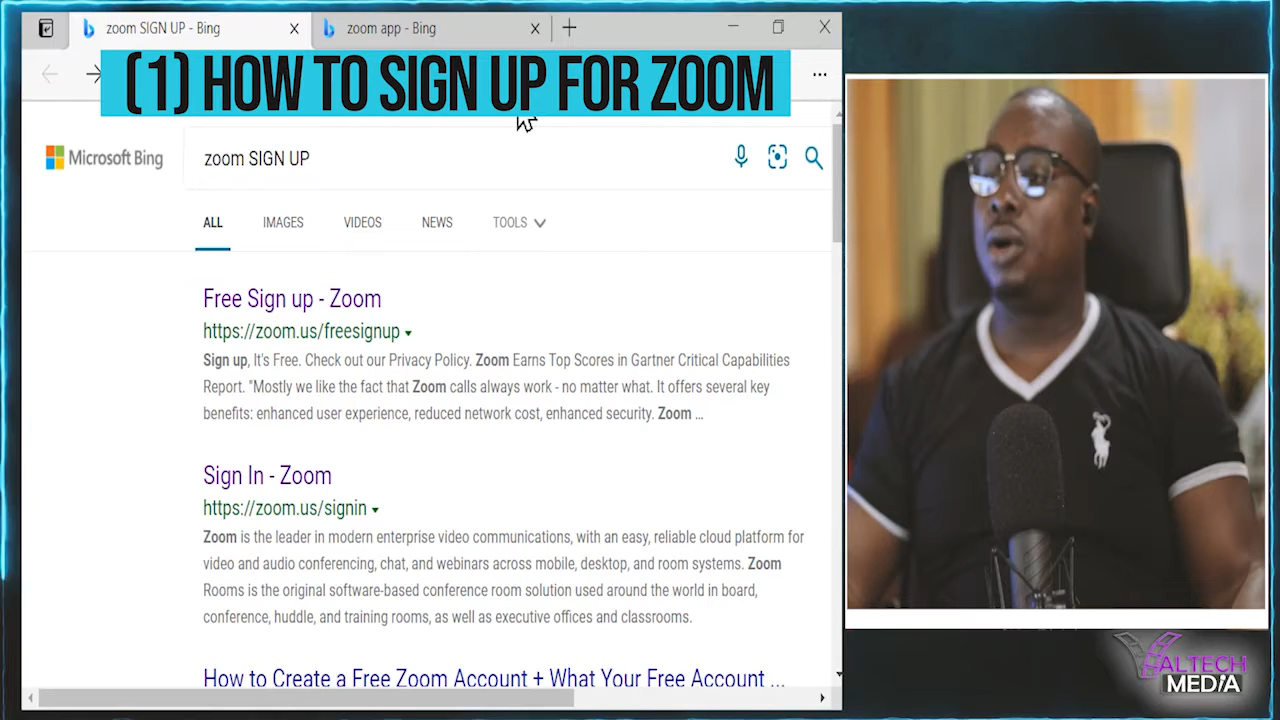 zoom SIGN UP - Bing
zoom app - Bing
(1) HOW TO SIGN UP FOR ZOOM
Microsoft Bing
zoom SIGN UP
ALL IMAGES VIDEOS NEWS TOOLS
Free Sign up - Zoom
https://zoom.us/freesignup
Sign up, It's Free. Check out our Privacy Policy. Zoom Earns Top Scores in Gartner Critical Capabilities
Report. "Mostly we like the fact that Zoom calls always work - no matter what. It offers several key
benefits: enhanced user experience, reduced network cost, enhanced security. Zoom ...
Sign In - Zoom
https://zoom.us/signin
Zoom is the leader in modern enterprise video communications, with an easy, reliable cloud platform for
video and audio conferencing, chat, and webinars across mobile, desktop, and room systems. Zoom
Rooms is the original software-based conference room solution used around the world in board,
conference, huddle, and training rooms, as well as executive offices and classrooms.
How to Create a Free Zoom Account + What Your Free Account ...
VALTECH
MEDIA